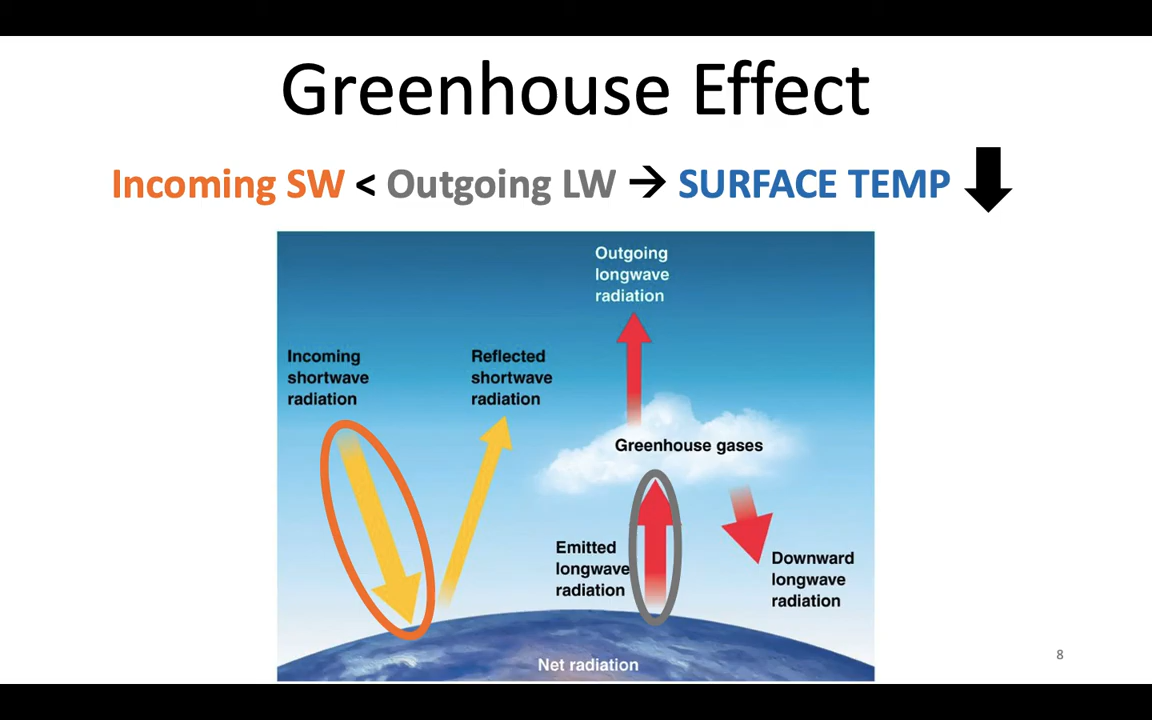 Greenhouse Effect
Incoming SW < Outgoing LW → SURFACE TEMP
Outgoing
longwave
radiation
Incoming
shortwave
radiation
Reflected
shortwave
radiation
Greenhouse gases
Emitted
longwave
radiation
Downward
longwave
radiation
Net radiation
8